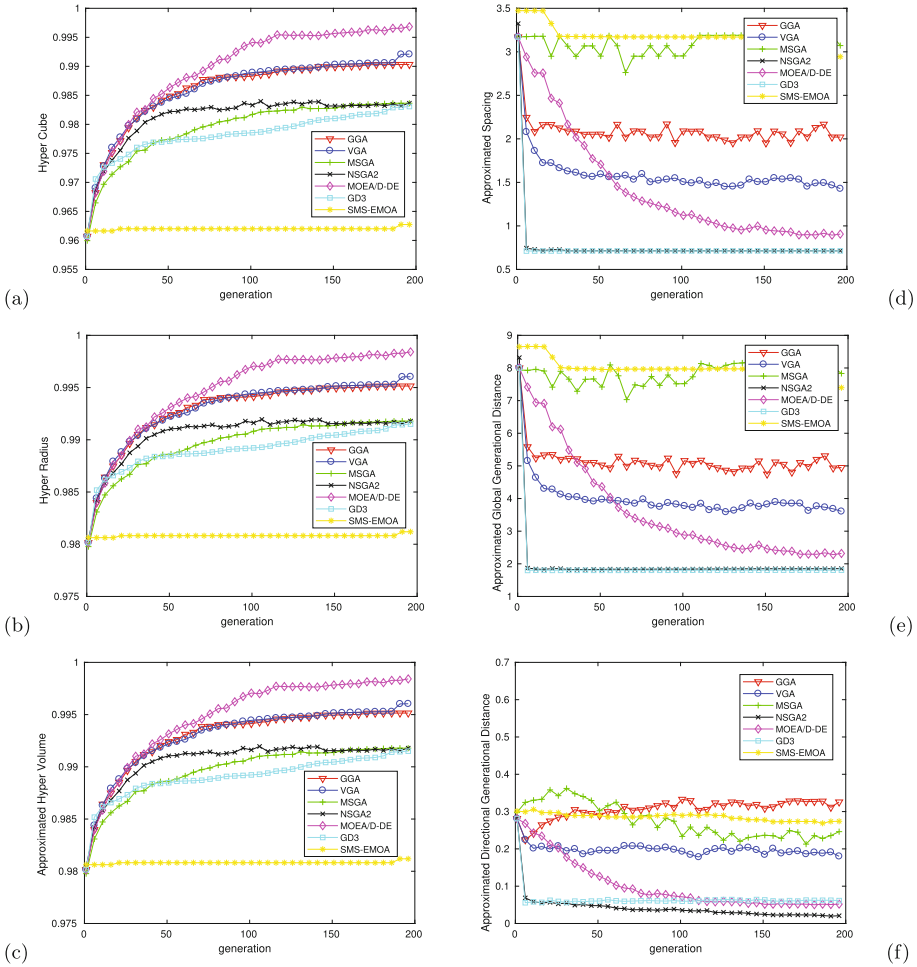 (a)
Hyper Cube
1
0.995
0.99
0.985
0.98
0.975
0.97
0.965
0.96
0.955
0 50 100 150 200
generation
GGA
VGA
MSGA
NSGA2
MOEA/D-DE
GD3
SMS-EMOA
(d)
Approximated Spacing
3.5
3
2.5
2
1.5
1
0.5
0 50 100 150 200
generation
GGA
VGA
MSGA
NSGA2
MOEA/D-DE
GD3
SMS-EMOA
(b)
Hyper Radius
1
0.995
0.99
0.985
0.98
0.975
0 50 100 150 200
generation
GGA
VGA
MSGA
NSGA2
MOEA/D-DE
GD3
SMS-EMOA
(e)
Approximated Global Generational Distance
9
8
7
6
5
4
3
2
1
0 50 100 150 200
generation
GGA
VGA
MSGA
NSGA2
MOEA/D-DE
GD3
SMS-EMOA
(c)
Approximated Hyper Volume
1
0.995
0.99
0.985
0.98
0.975
0 50 100 150 200
generation
GGA
VGA
MSGA
NSGA2
MOEA/D-DE
GD3
SMS-EMOA
(f)
Approximated Directional Generational Distance
0.7
0.6
0.5
0.4
0.3
0.2
0.1
0
0 50 100 150 200
generation
GGA
VGA
MSGA
NSGA2
MOEA/D-DE
GD3
SMS-EMOA